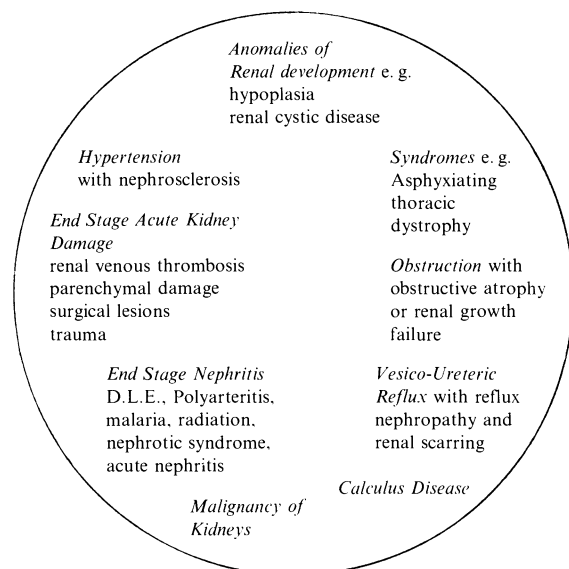 Anomalies of
Renal development e. g.
hypoplasia
renal cystic disease
Hypertension
with nephrosclerosis
Syndromes e. g.
Asphyxiating
thoracic
dystrophy
End Stage Acute Kidney
Damage
renal venous thrombosis
parenchymal damage
surgical lesions
trauma
Obstruction with
obstructive atrophy
or renal growth
failure
End Stage Nephritis
D.L.E., Polyarteritis,
malaria, radiation,
nephrotic syndrome,
acute nephritis
Vesico-Ureteric
Reflux with reflux
nephropathy and
renal scarring
Calculus Disease
Malignancy of
Kidneys